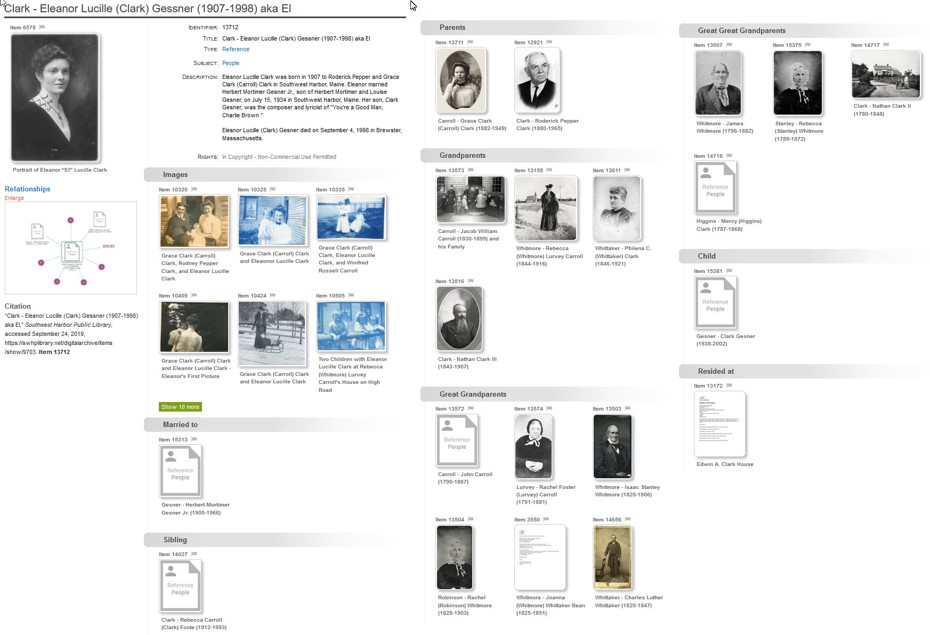 Clark - Eleanor Lucille (Clark) Gessner (1907-1998) aka El
Item 6578
Portrait of Eleanor "El" Lucille Clark
Relationships
Enlarge
Citation
"Clark - Eleanor Lucille (Clark) Gessner (1907-1998)
aka El," Southwest Harbor Public Library,
accessed September 24, 2019,
https://swhplibrary.net/digitalarchive/items
/show/9703. Item 13712
IDENTIFIER: 13712
TITLE: Clark - Eleanor Lucille (Clark) Gessner (1907-1998) aka El
TYPE: Reference
SUBJECT: People
DESCRIPTION: Eleanor Lucille Clark was born in 1907 to Roderick Pepper and Grace
(Carroll) Clark in Southwest Harbor, Maine. Eleanor married
Herbert Mortimer Gesner Jr., son of Herbert Mortimer and Louise
Gesner, on July 15, 1934 in Southwest Harbor, Maine. Her son, Clark
Gesner, was the composer and lyricist of "You're a Good Man,
Charlie Brown."
Eleanor (Clark) Gesner died on September 4, 1998 in Brewster,
Massachusetts.
RIGHTS: In Copyright - Non-Commercial Use Permitted
Images
Item 10320 Item 10325 Item 10335
Grace Clark (Carroll)
Clark, Rodney Pepper
Clark, and Eleanor Lucille
Clark
Grace Clark (Carroll) Clark
and Eleanor Lucille Clark
Grace Clark (Carroll)
Clark, Eleanor Lucille
Clark, and Winifred
Russell Carroll
Item 10409 Item 10424 Item 10505
Grace Clark (Carroll) Clark
and Eleanor Lucille Clark -
Eleanor's First Picture
Grace Clark (Carroll) Clark
and Eleanor Lucille Clark
Two Children with Eleanor
Lucille Clark at Rebecca
(Whitmore) Lurvey
Carroll's House on High
Road
Show 18 more
Married to
Item 15313
Reference
People
Gesner - Herbert Mortimer
Gesner Jr. (1905-1966)
Sibling
Item 14027
Reference
People
Clark - Rebecca Carroll
(Clark) Foote (1912-1993)
Parents
Item 13711 Item 12921
Carroll - Grace Clark
(Carroll) Clark (1882-1949)
Clark - Roderick Pepper
Clark (1880-1965)
Grandparents
Item 13573 Item 13158 Item 13611
Carroll - Jacob William
Carroll (1830-1899) and
his Family
Whitmore - Rebecca
(Whitmore) Lurvey Carroll
(1844-1916)
Whittaker - Philena C.
(Whittaker) Clark
(1846-1921)
Item 13516
Clark - Nathan Clark III
(1843-1907)
Great Grandparents
Item 13572 Item 13574 Item 13503
Reference
People
Carroll - John Carroll
(1790-1867)
Lurvey - Rachel Foster
(Lurvey) Carroll
(1791-1881)
Whitmore - Isaac Stanley
Whitmore (1820-1906)
Item 13504 Item 3550 Item 14656
Robinson - Rachel
(Robinson) Whitmore
(1825-1903)
Whitmore - Joanna
(Whitmore) Whittaker Bean
(1825-1851)
Whittaker - Charles Luther
Whittaker (1820-1847)
Great Great Grandparents
Item 13507 Item 15375 Item 14717
Whitmore - James
Whitmore (1796-1882)
Stanley - Rebecca
(Stanley) Whitmore
(1789-1872)
Clark - Nathan Clark II
(1780-1848)
Item 14718
Reference
People
Higgins - Mercy (Higgins)
Clark (1787-1868)
Child
Item 15381
Reference
People
Gesner - Clark Gesner
(1938-2002)
Resided at
Item 13172
Edwin A. Clark House